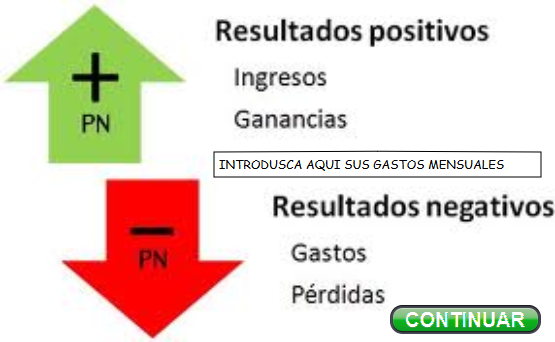 Resultados positivos
+
PN
Ingresos
Ganancias
INTRODUSCA AQUI SUS GASTOS MENSUALES
Resultados negativos
−
PN
Gastos
Pérdidas
CONTINUAR